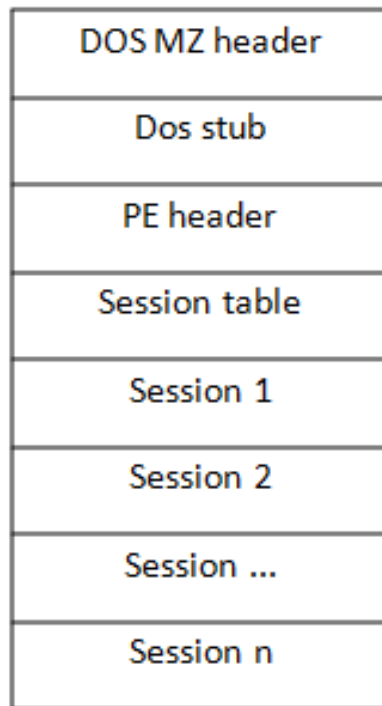 DOS MZ header
Dos stub
PE header
Session table
Session 1
Session 2
Session ...
Session n